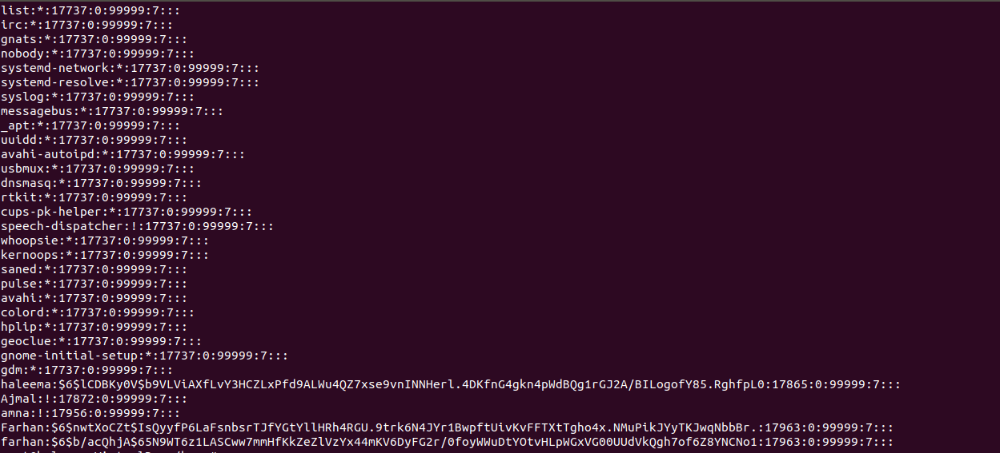 list:*:17737:0:99999:7:::
irc:*:17737:0:99999:7:::
gnats:*:17737:0:99999:7:::
nobody:*:17737:0:99999:7:::
systemd-network:*:17737:0:99999:7:::
systemd-resolve:*:17737:0:99999:7:::
syslog:*:17737:0:99999:7:::
messagebus:*:17737:0:99999:7:::
_apt:*:17737:0:99999:7:::
uuidd:*:17737:0:99999:7:::
avahi-autoipd:*:17737:0:99999:7:::
usbmux:*:17737:0:99999:7:::
dnsmasq:*:17737:0:99999:7:::
rtkit:*:17737:0:99999:7:::
cups-pk-helper:*:17737:0:99999:7:::
speech-dispatcher:!:17737:0:99999:7:::
whoopsie:*:17737:0:99999:7:::
kernoops:*:17737:0:99999:7:::
saned:*:17737:0:99999:7:::
pulse:*:17737:0:99999:7:::
avahi:*:17737:0:99999:7:::
colord:*:17737:0:99999:7:::
hplip:*:17737:0:99999:7:::
geoclue:*:17737:0:99999:7:::
gnome-initial-setup:*:17737:0:99999:7:::
gdm:*:17737:0:99999:7:::
haleema:$6$lCDBKy0V$b9VLViAXfLvY3HCZLxPfd9ALWu4QZ7xse9vnINNHerl.4DKfnG4gkn4pWdBQg1rGJ2A/BILogofY85.RghfpL0:17865:0:99999:7:::
Ajmal:!:17872:0:99999:7:::
amna:!:17956:0:99999:7:::
Farhan:$6$nwtXoCZt$IsQyyfP6LaFsnbsrTJfYGtYllHRh4RGU.9trk6N4JYr1BwpftUivKvFFTXtTgho4x.NMuPikJYyTKJwqNbbBr.:17963:0:99999:7:::
farhan:$6$b/acQhjA$65N9WT6z1LASCww7mmHfKkZeZlVzYx44mKV6DyFG2r/0foyWWuDtYOtvHLpWGxVG00UUdVkQgh7of6Z8YNCNo1:17963:0:99999:7:::